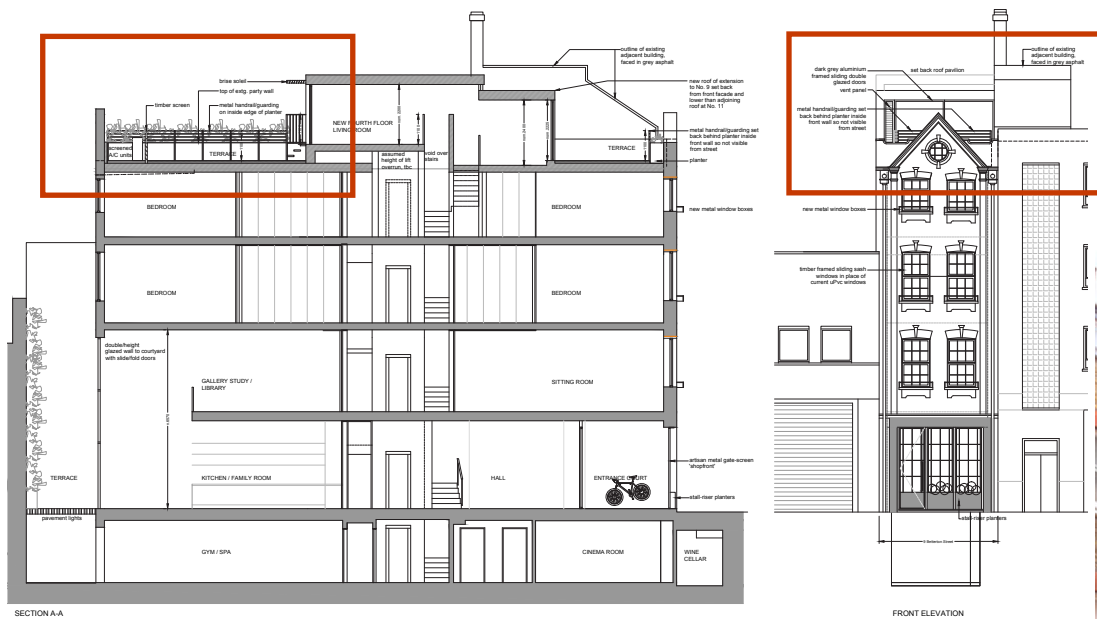 outline of existing
adjacent building,
faced in grey asphalt
brise soleil
top of extg. party wall
timber screen
metal handrail/guarding
on inside edge of planter
new roof of extension
to No. 9 set back
from front facade and
lower than adjoining
roof at No. 11
NEW FOURTH FLOOR
LIVING ROOM
metal handrail/guarding set
back behind planter inside
front wall so not visible
from street
screened
A/C units
TERRACE
assumed
height of lift
overrun, tbc
void over
stairs
TERRACE
planter
BEDROOM
BEDROOM
new metal window boxes
BEDROOM
BEDROOM
double/height
glazed wall to courtyard
with slide/fold doors
GALLERY STUDY /
LIBRARY
SITTING ROOM
TERRACE
KITCHEN / FAMILY ROOM
HALL
ENTRANCE COURT
artisan metal gate-screen
'shopfront'
stall-riser planters
pavement lights
GYM / SPA
CINEMA ROOM
WINE
CELLAR
SECTION A-A
outline of existing
adjacent building,
faced in grey asphalt
dark grey aluminium
framed sliding double
glazed doors
set back roof pavilion
vent panel
metal handrail/guarding set
back behind planter inside
front wall so not visible
from street
new metal window boxes
timber framed sliding sash
windows in place of
current uPvc windows
stall-riser planters
9 Betterton Street
FRONT ELEVATION